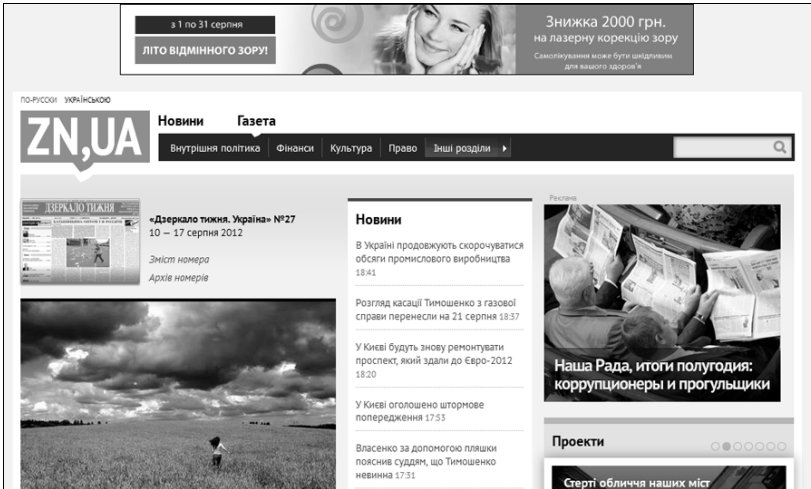 з 1 по 31 серпня
ЛІТО ВІДМІННОГО ЗОРУ!
Знижка 2000 грн.
на лазерну корекцію зору
Самолікування може бути шкідливим
для вашого здоров'я
ПО-РУССКИ УКРАЇНСЬКОЮ
ZN,UA
Новини Газета
Внутрішня політика Фінанси Культура Право Інші розділи
ДЗЕРКАЛО ТИЖНЯ
«Дзеркало тижня. Україна» №27
10 — 17 серпня 2012
Зміст номера
Архів номерів
Новини
В Україні продовжують скорочуватися
обсяги промислового виробництва
18:41
Розгляд касації Тимошенко з газової
справи перенесли на 21 серпня 18:37
У Києві будуть знову ремонтувати
проспект, який здали до Євро-2012
18:20
У Києві оголошено штормове
попередження 17:53
Власенко за допомогою пляшки
пояснив суддям, що Тимошенко
невинна 17:31
Реклама
Наша Рада, итоги полугодия:
коррупционеры и прогульщики
Проекти
Стерті обличчя наших міст